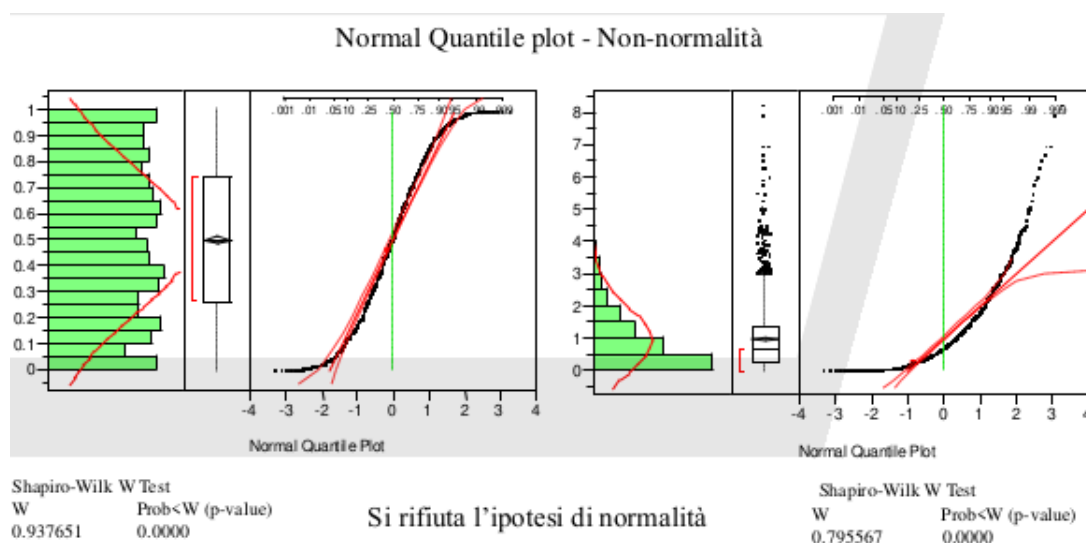 Normal Quantile plot - Non-normalità
.001 .01 .05 .10 .25 .50 .75 .90 .95 .99
1
0.9
0.8
0.7
0.6
0.5
0.4
0.3
0.2
0.1
0
-4 -3 -2 -1 0 1 2 3 4
Normal Quantile Plot
.001 .01 .05 .10 .25 .50 .75 .90 .95 .99
8
7
6
5
4
3
2
1
0
-4 -3 -2 -1 0 1 2 3 4
Normal Quantile Plot
Shapiro-Wilk W Test
W Prob<W (p-value)
0.937651 0.0000
Si rifiuta l'ipotesi di normalità
Shapiro-Wilk W Test
W Prob<W (p-value)
0.795567 0.0000